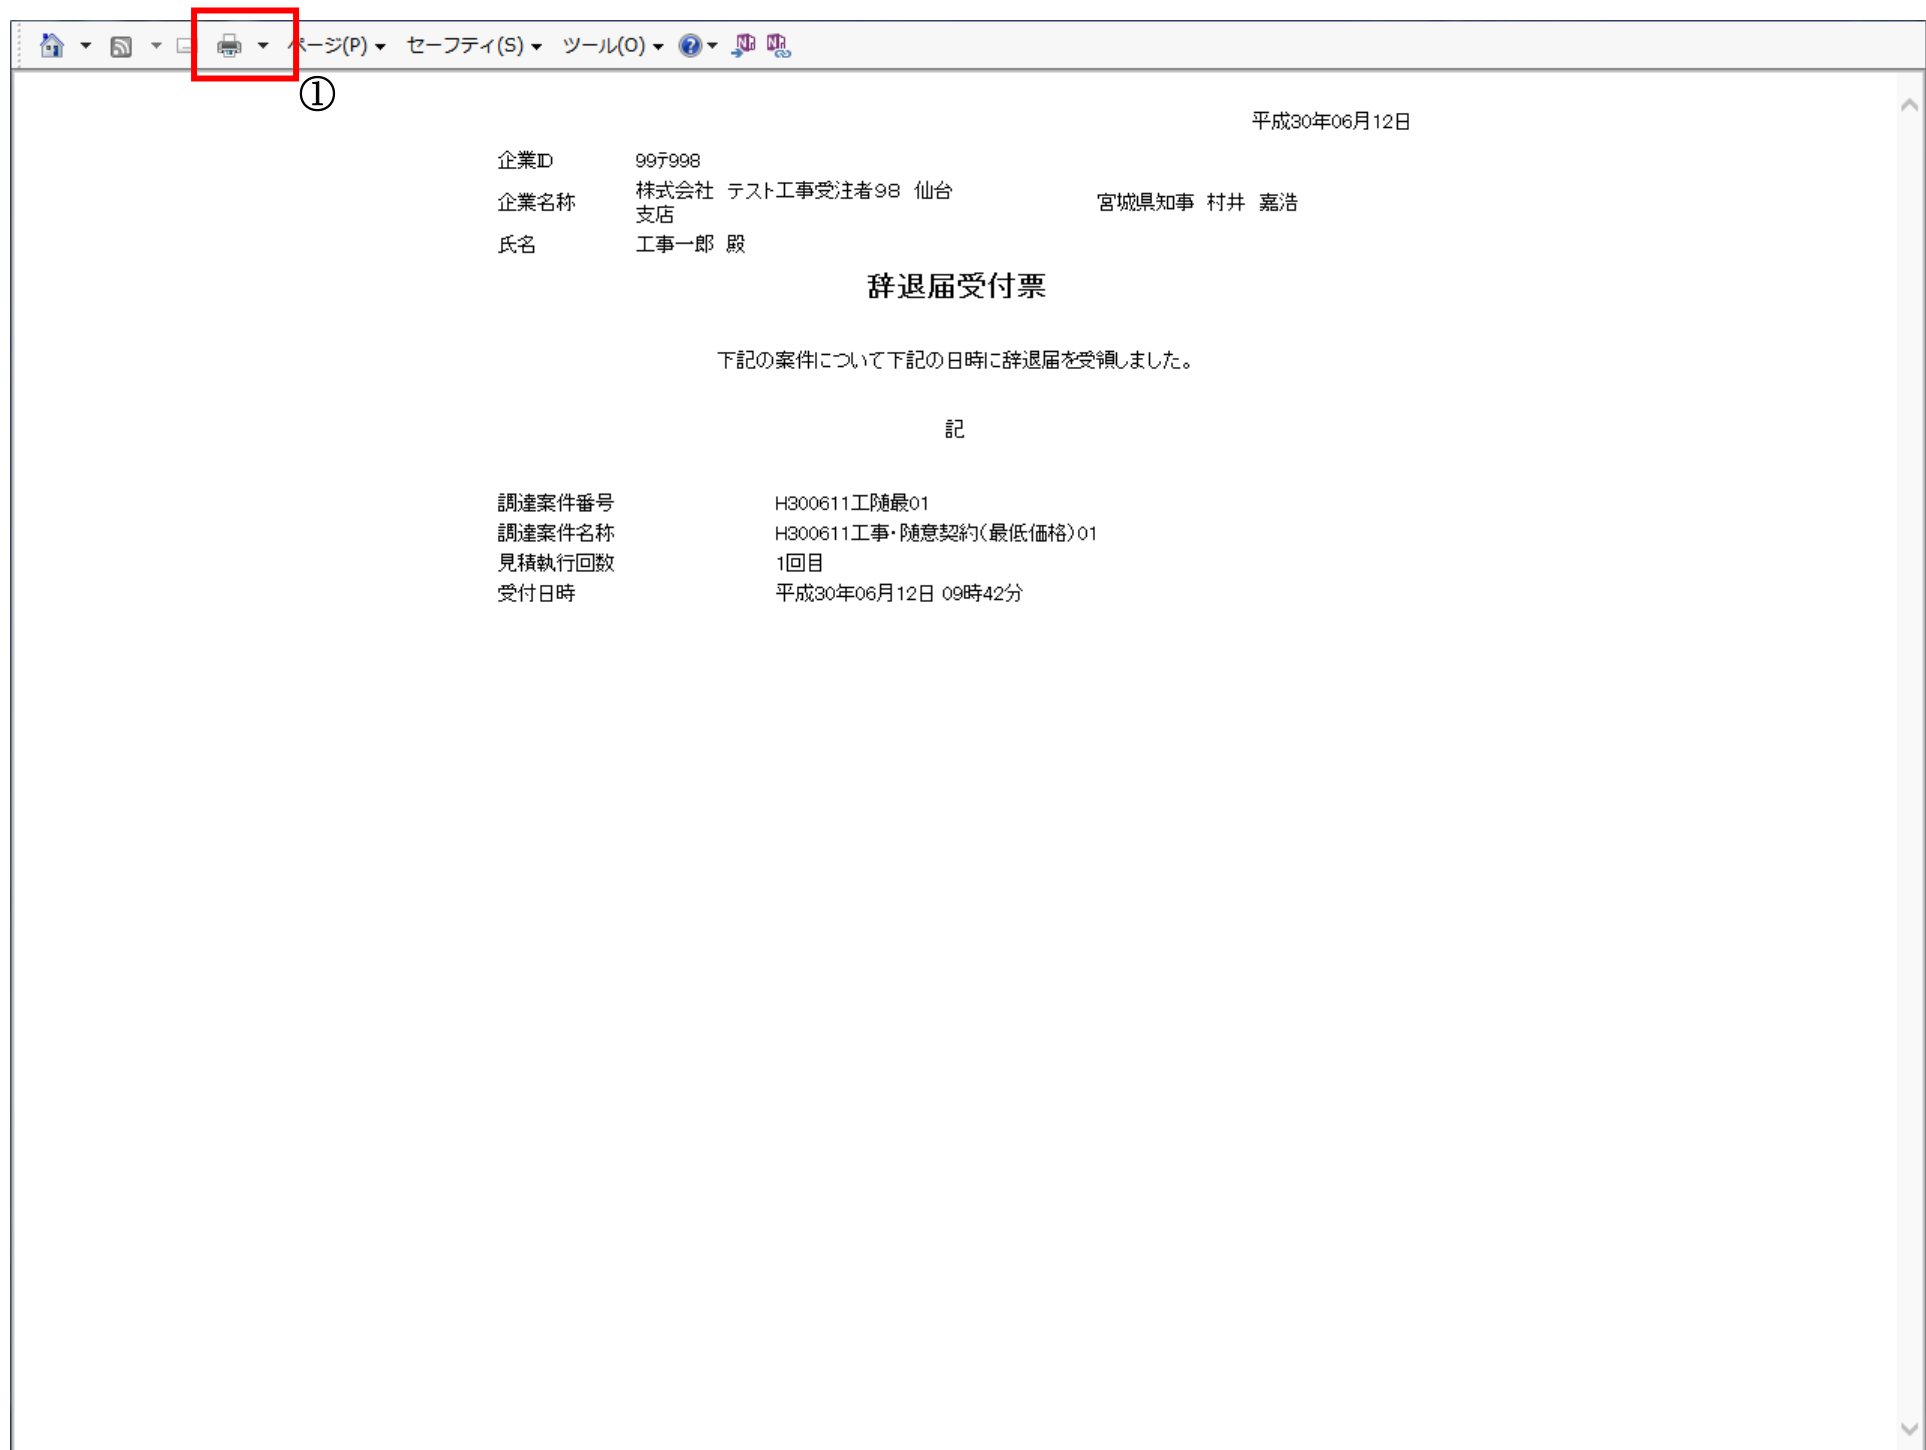 ページ(P) セーフティ(S) ツール(O)
①
平成30年06月12日
企業ID 99ﾃ998
企業名称 株式会社 テスト工事受注者98 仙台
支店
宮城県知事 村井 嘉浩
氏名 工事一郎 殿
辞退届受付票
下記の案件について下記の日時に辞退届を受領しました。
記
調達案件番号 H300611工随最01
調達案件名称 H300611工事・随意契約(最低価格)01
見積執行回数 1回目
受付日時 平成30年06月12日 09時42分